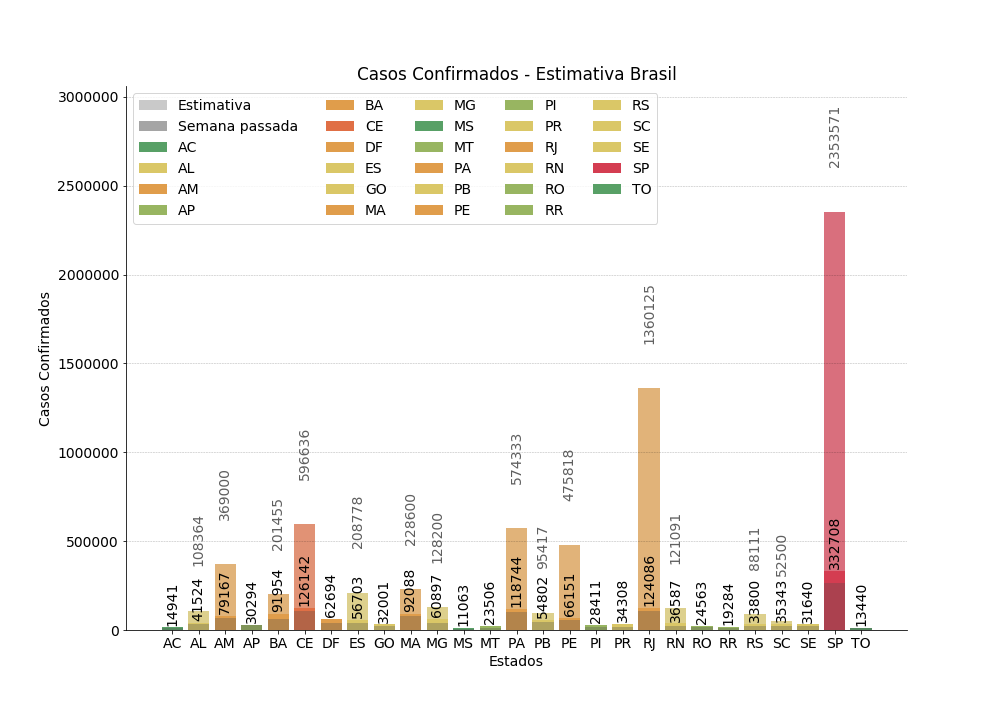 Casos Confirmados - Estimativa Brasil
Casos Confirmados
3000000
2500000
2000000
1500000
1000000
500000
0
Estimativa
Semana passada
AC
AL
AM
AP
BA
CE
DF
ES
GO
MA
MG
MS
MT
PA
PB
PE
PI
PR
RJ
RN
RO
RR
RS
SC
SE
SP
TO
14941
41524
108364
79167
369000
30294
91954
201455
126142
596636
62694
56703
208778
32001
92088
228600
60897
128200
11063
23506
118744
574333
54802
95417
66151
475818
28411
34308
124086
1360125
36587
121091
24563
19284
33800
88111
35343
52500
31640
332708
2353571
13440
AC AL AM AP BA CE DF ES GO MA MG MS MT PA PB PE PI PR RJ RN RO RR RS SC SE SP TO
Estados